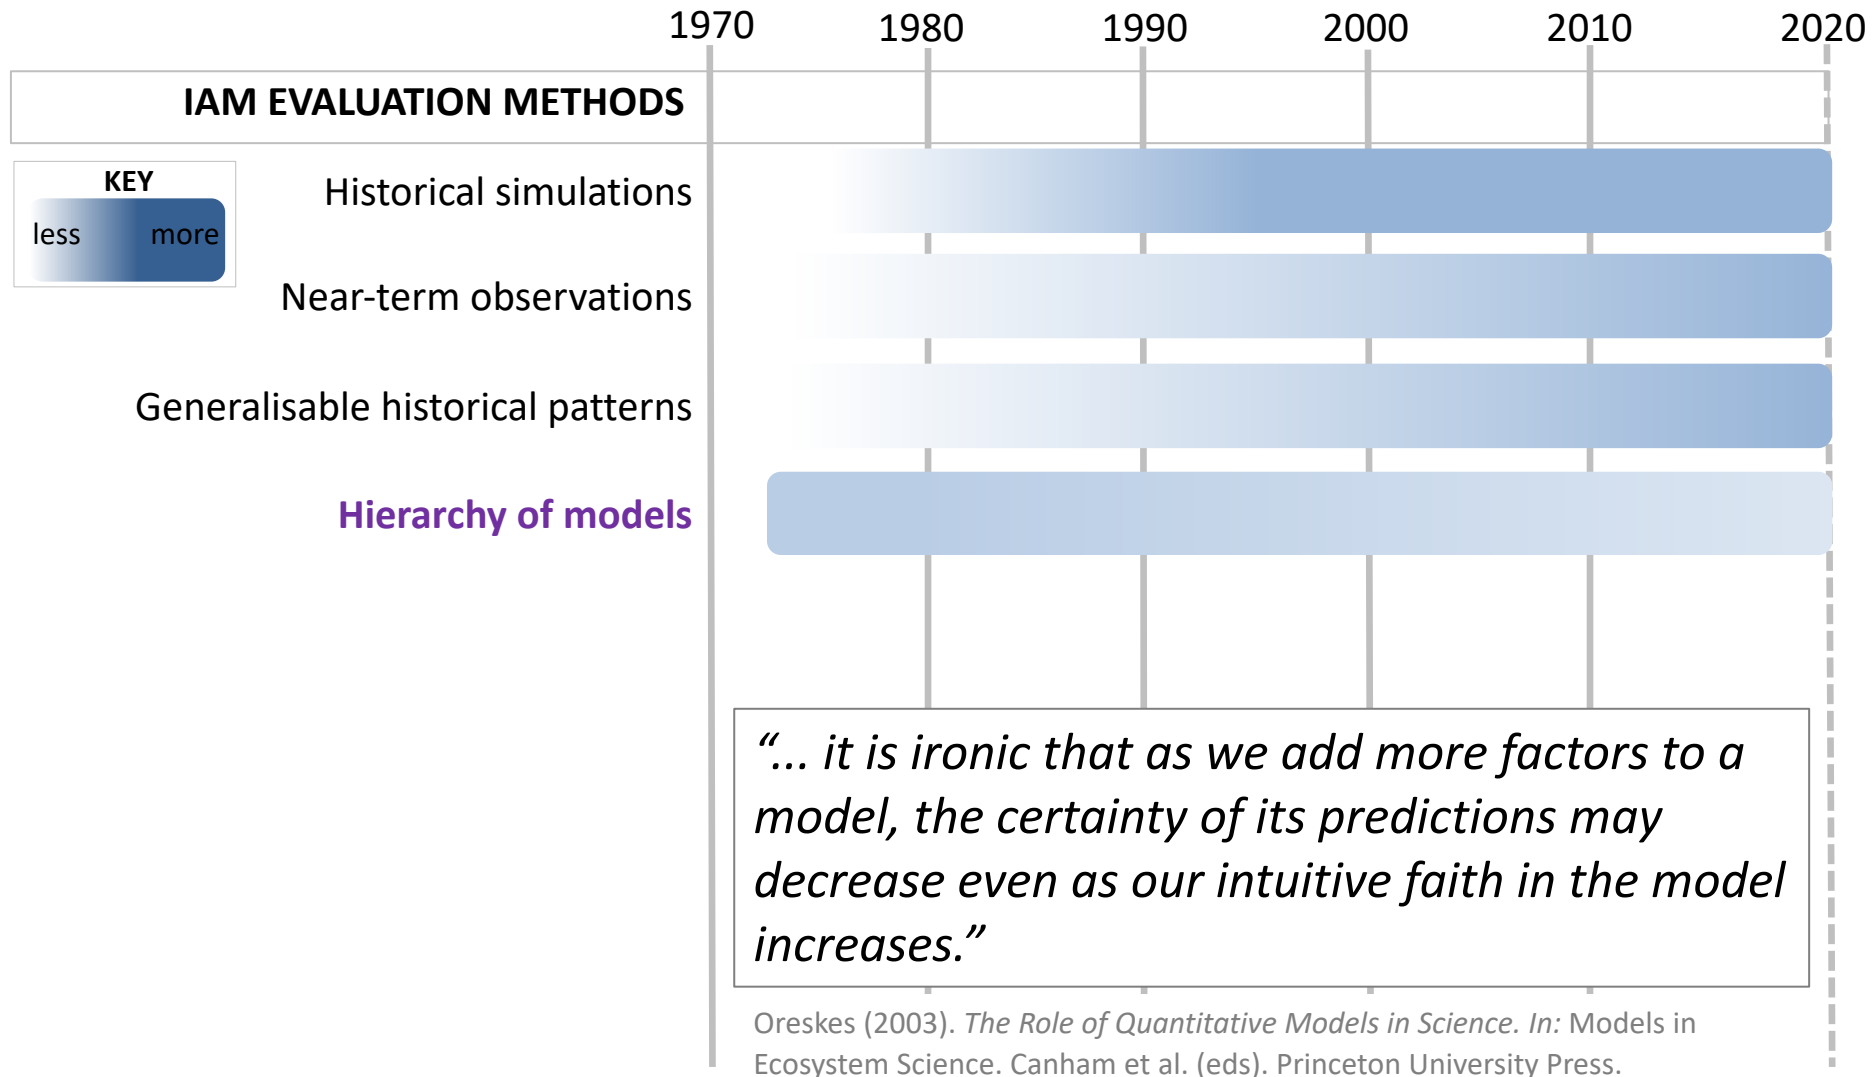 1970 1980 1990 2000 2010 2020
IAM EVALUATION METHODS
KEY
less more
Historical simulations
Near-term observations
Generalisable historical patterns
Hierarchy of models
“... it is ironic that as we add more factors to a
model, the certainty of its predictions may
decrease even as our intuitive faith in the model
increases.”
Oreskes (2003). The Role of Quantitative Models in Science. In: Models in
Ecosystem Science. Canham et al. (eds). Princeton University Press.